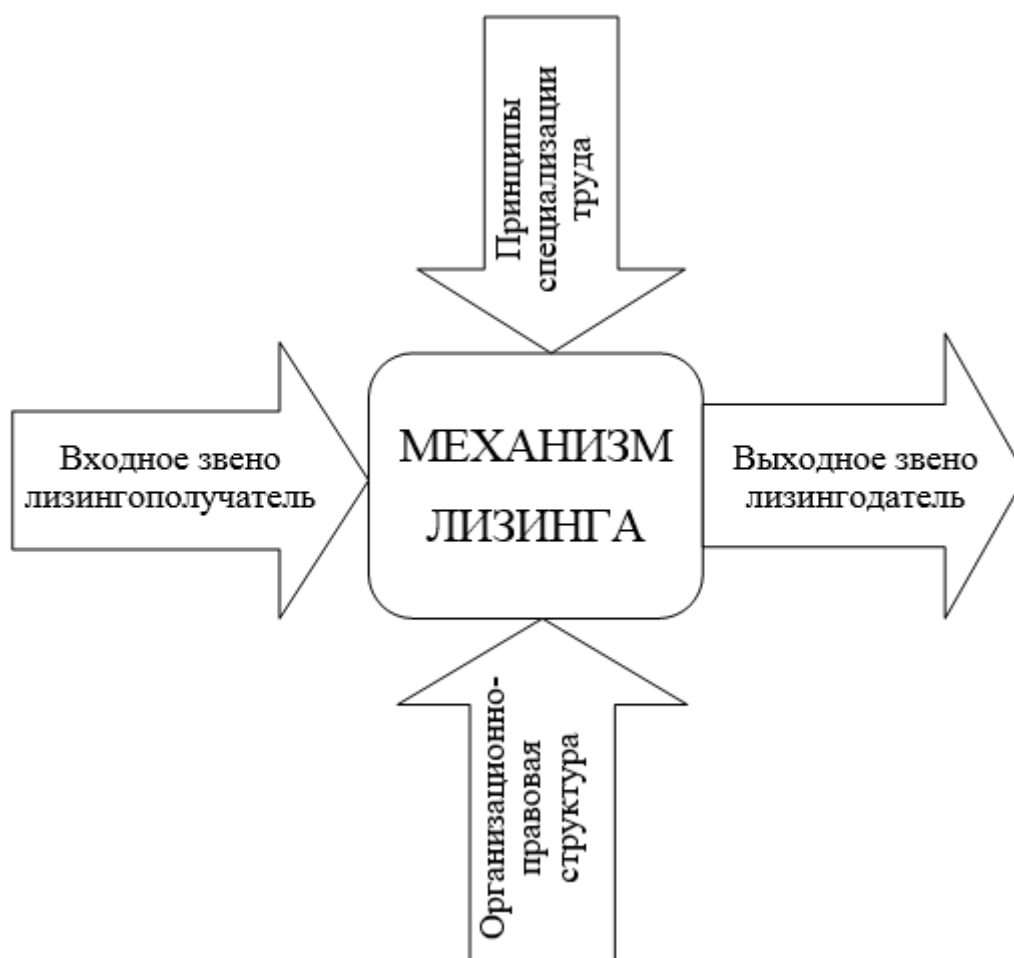 Принципы
специализации
труда
Входное звено
лизингополучатель
МЕХАНИЗМ
ЛИЗИНГА
Выходное звено
лизингодатель
Организационно-
правовая
структура